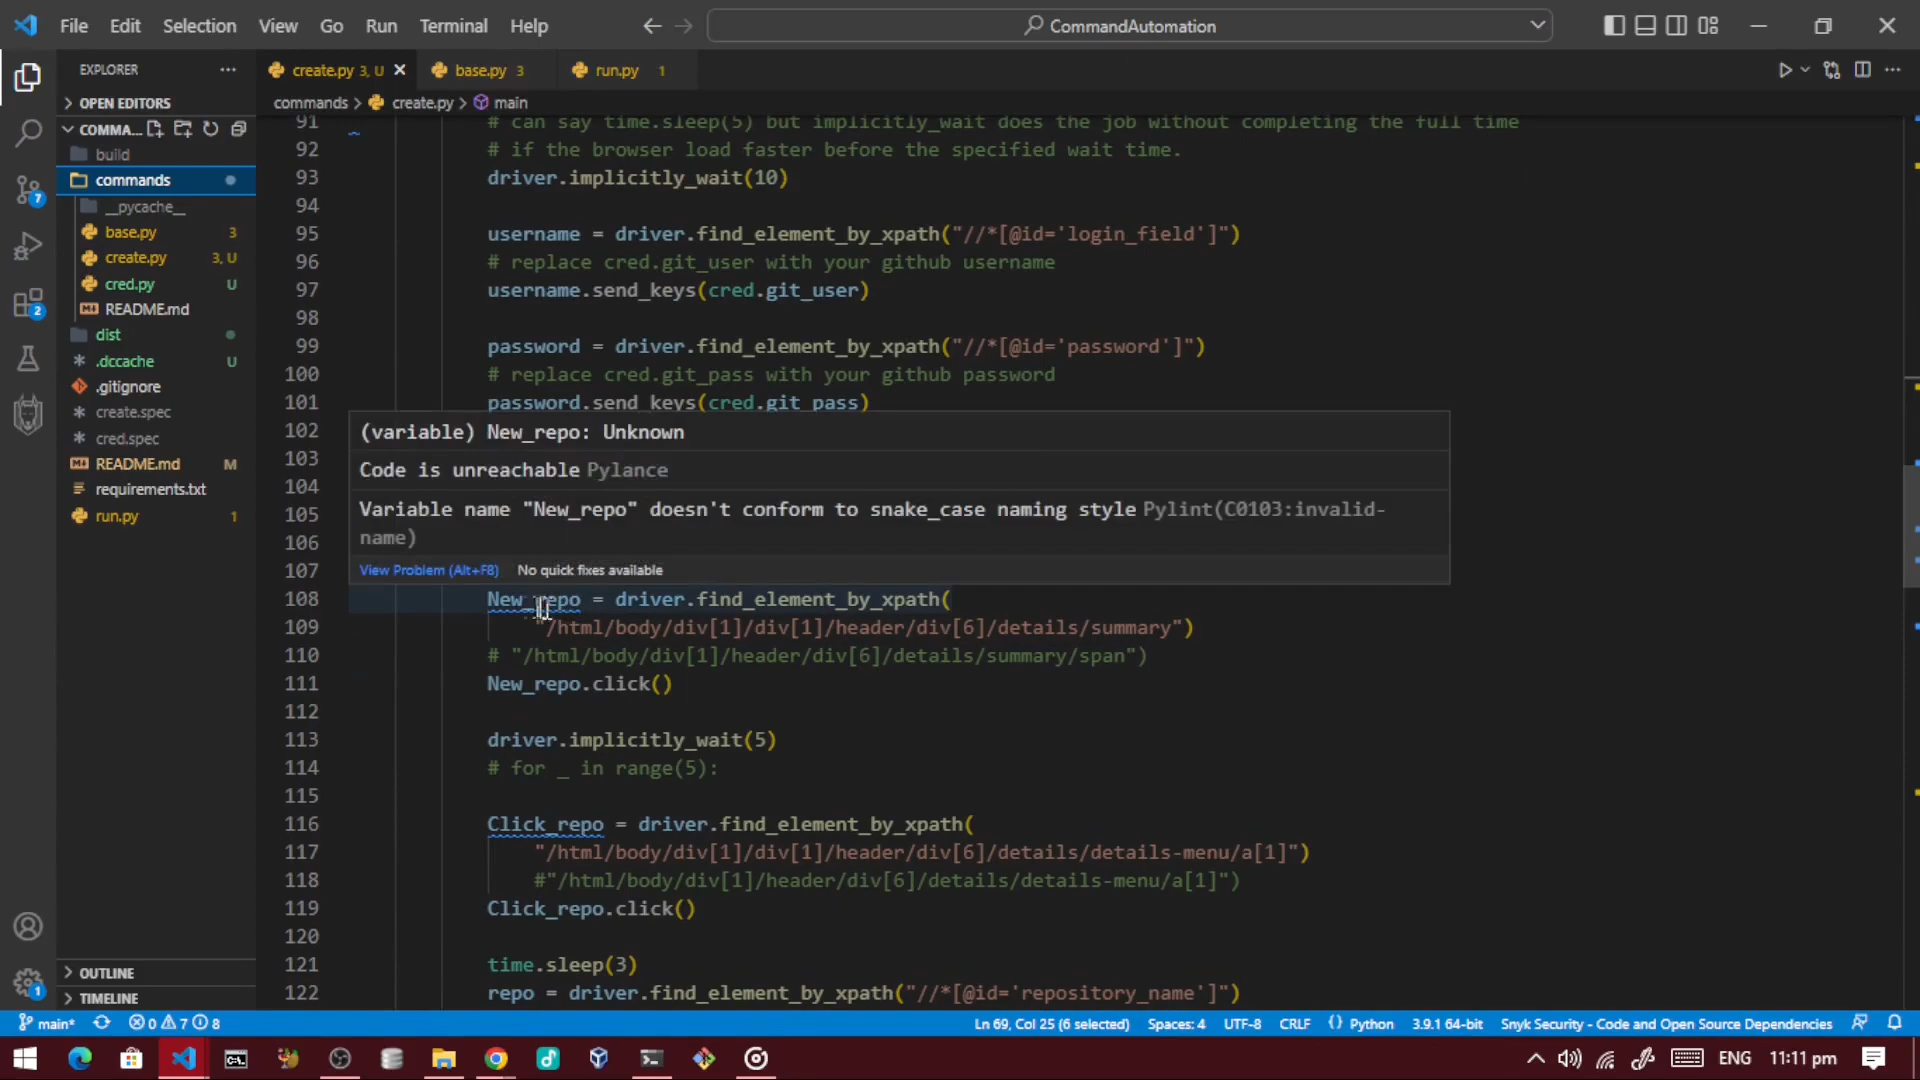 File Edit Selection View Go Run Terminal Help
CommandAutomation
EXPLORER
OPEN EDITORS
COMMA...
build
commands
__pycache__
base.py 3
create.py 3, U
cred.py U
README.md
dist
.dccache U
.gitignore
create.spec
cred.spec
README.md M
requirements.txt
run.py 1
OUTLINE
TIMELINE
7
2
1
create.py 3, U
base.py 3
run.py 1
commands > create.py > main
91 # can say time.sleep(5) but implicitly_wait does the job without completing the full time
92 # if the browser load faster before the specified wait time.
93 driver.implicitly_wait(10)
94
95 username = driver.find_element_by_xpath("//*[@id='login_field']")
96 # replace cred.git_user with your github username
97 username.send_keys(cred.git_user)
98
99 password = driver.find_element_by_xpath("//*[@id='password']")
100 # replace cred.git_pass with your github password
101 password.send_keys(cred.git_pass)
102
103
104
105
106
107
(variable) New_repo: Unknown
Code is unreachable Pylance
Variable name "New_repo" doesn't conform to snake_case naming style Pylint(C0103:invalid-
name)
View Problem (Alt+F8) No quick fixes available
108 New_repo = driver.find_element_by_xpath(
109 "/html/body/div[1]/div[1]/header/div[6]/details/summary")
110 # "/html/body/div[1]/header/div[6]/details/summary/span")
111 New_repo.click()
112
113 driver.implicitly_wait(5)
114 # for _ in range(5):
115
116 Click_repo = driver.find_element_by_xpath(
117 "/html/body/div[1]/div[1]/header/div[6]/details/details-menu/a[1]")
118 #"/html/body/div[1]/header/div[6]/details/details-menu/a[1]")
119 Click_repo.click()
120
121 time.sleep(3)
122 repo = driver.find_element_by_xpath("//*[@id='repository_name']")
main* 0 7 8 Ln 69, Col 25 (6 selected) Spaces: 4 UTF-8 CRLF Python 3.9.1 64-bit Snyk Security - Code and Open Source Dependencies
ENG 11:11 pm